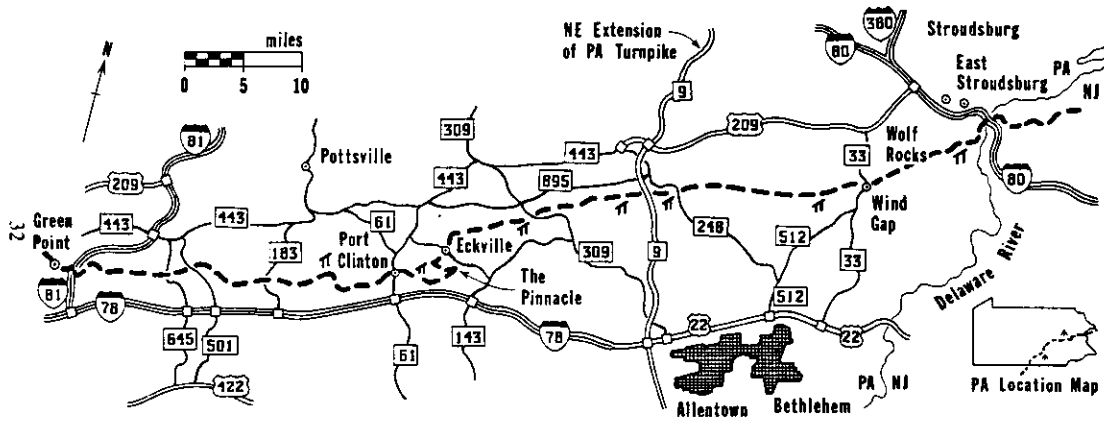 N
miles
0 5 10
NE Extension
of PA Turnpike
9
380
80
Stroudsburg
East
Stroudsburg
PA
NJ
81
209
Pottsville
309
443
443
895
209
33
Wolf
Rocks
80
32
Green
Point
443
443
183
61
Port
Clinton
Eckville
The
Pinnacle
309
248
9
512
33
Wind
Gap
Delaware River
81
78
645
501
422
61
143
78
22
512
22
PA NJ
Allentown
Bethlehem
PA Location Map